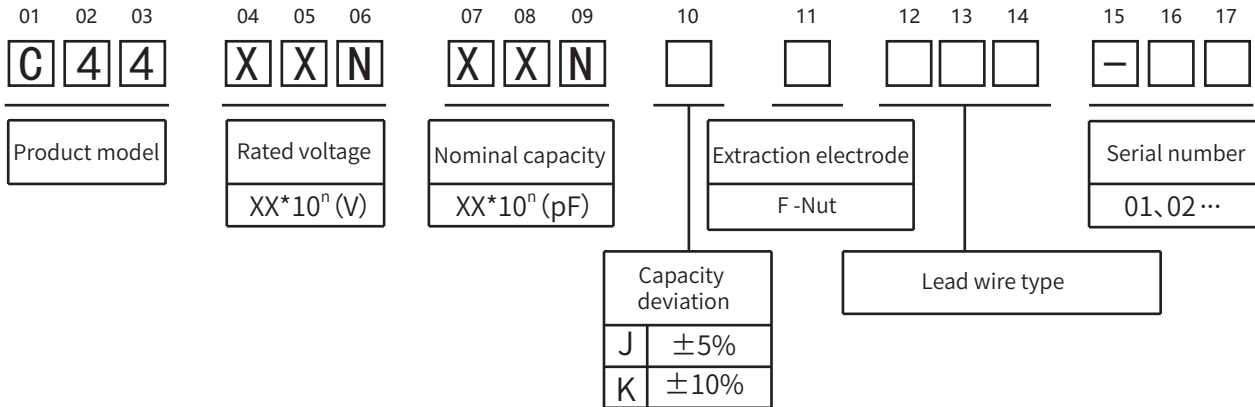 01 02 03 04 05 06 07 08 09 10 11 12 13 14 15 16 17
C 4 4 X X N X X N -
Product model
Rated voltage
XX*10ⁿ (V)
Nominal capacity
XX*10ⁿ (pF)
Extraction electrode
F -Nut
Serial number
01、02…
Capacity
deviation
J ±5%
K ±10%
Lead wire type